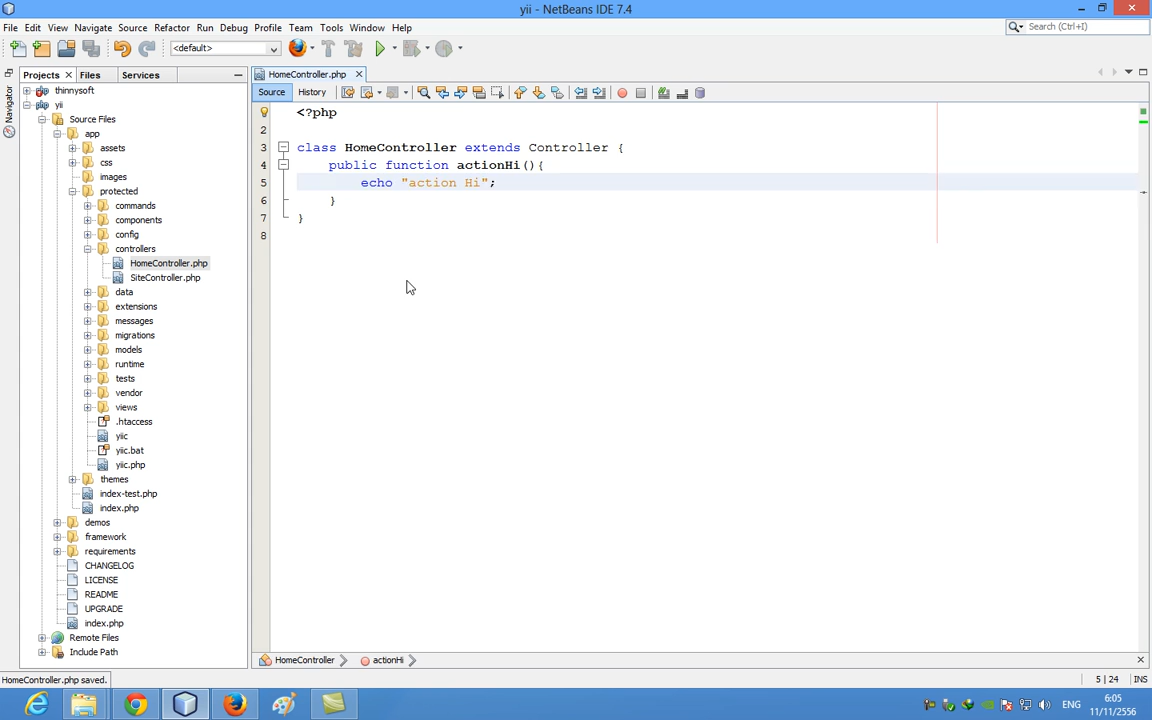 yii - NetBeans IDE 7.4
File Edit View Navigate Source Refactor Run Debug Profile Team Tools Window Help
Search (Ctrl+I)
<default>
Projects Files Services
HomeController.php
Navigator
Source History
thinnysoft
yii
Source Files
app
assets
css
images
protected
commands
components
config
controllers
HomeController.php
SiteController.php
data
extensions
messages
migrations
models
runtime
tests
vendor
views
.htaccess
yiic
yiic.bat
yiic.php
themes
index-test.php
index.php
demos
framework
requirements
CHANGELOG
LICENSE
README
UPGRADE
index.php
Remote Files
Include Path
<?php
2
3 class HomeController extends Controller {
4 public function actionHi(){
5 echo "action Hi";
6 }
7 }
8
HomeController actionHi
HomeController.php saved.
5 | 24 INS
ENG
6:05
11/11/2556